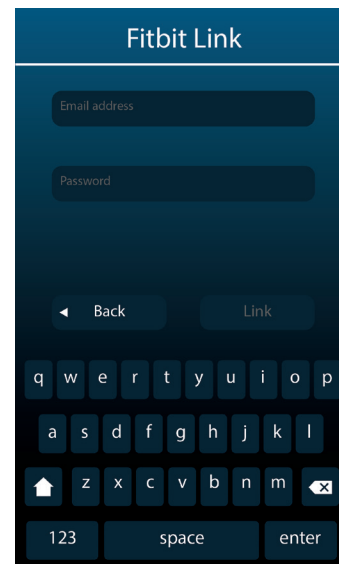 Fitbit Link
Email address
Password
Back Link
q w e r t y u i o p
a s d f g h j k l
z x c v b n m
123 space enter